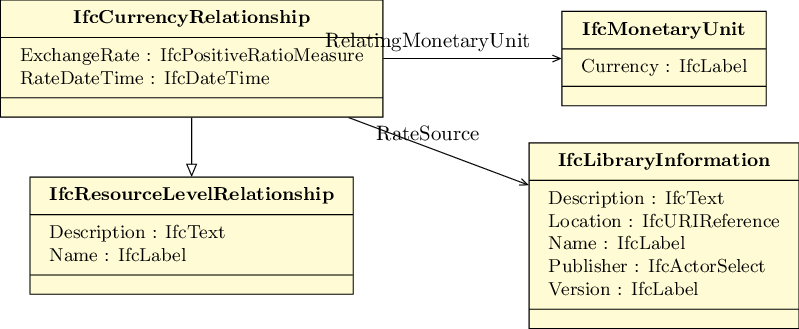 IfcCurrencyRelationship
ExchangeRate : IfcPositiveRatioMeasure
RateDateTime : IfcDateTime
RelatingMonetaryUnit
IfcMonetaryUnit
Currency : IfcLabel
RateSource
IfcResourceLevelRelationship
Description : IfcText
Name : IfcLabel
IfcLibraryInformation
Description : IfcText
Location : IfcURIReference
Name : IfcLabel
Publisher : IfcActorSelect
Version : IfcLabel